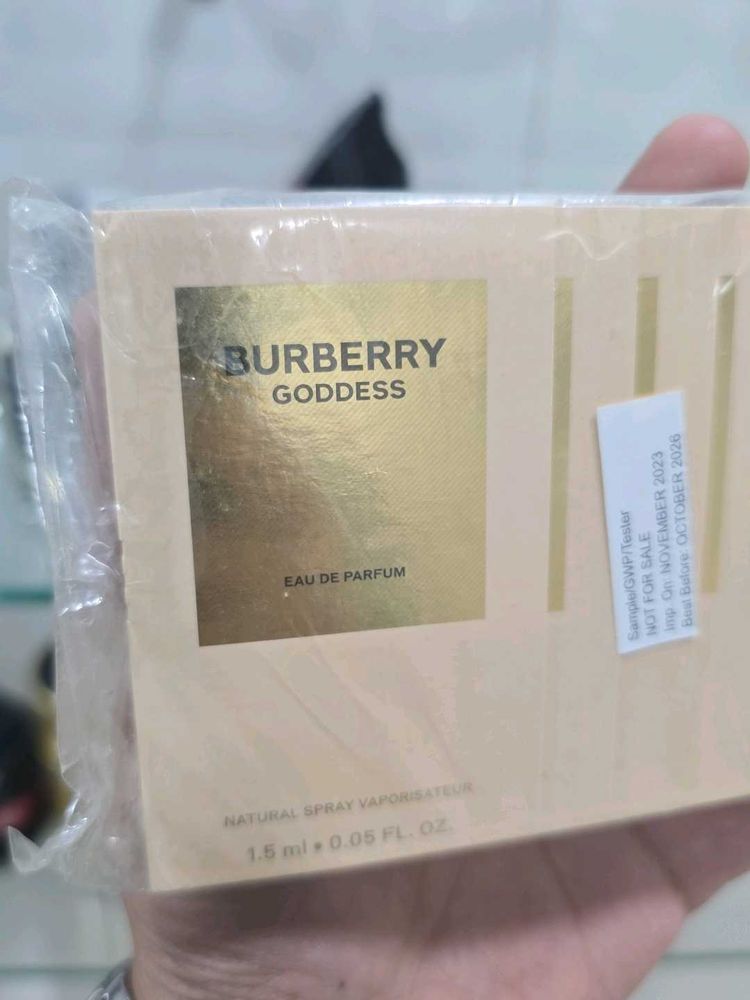 BURBERRY
GODDESS
EAU DE PARFUM
Sample/GWP/Tester
NOT FOR SALE
Imp. On: NOVEMBER 2023
Best Before: OCTOBER 2026
NATURAL SPRAY VAPORISATEUR
1.5 ml • 0.05 FL. OZ.